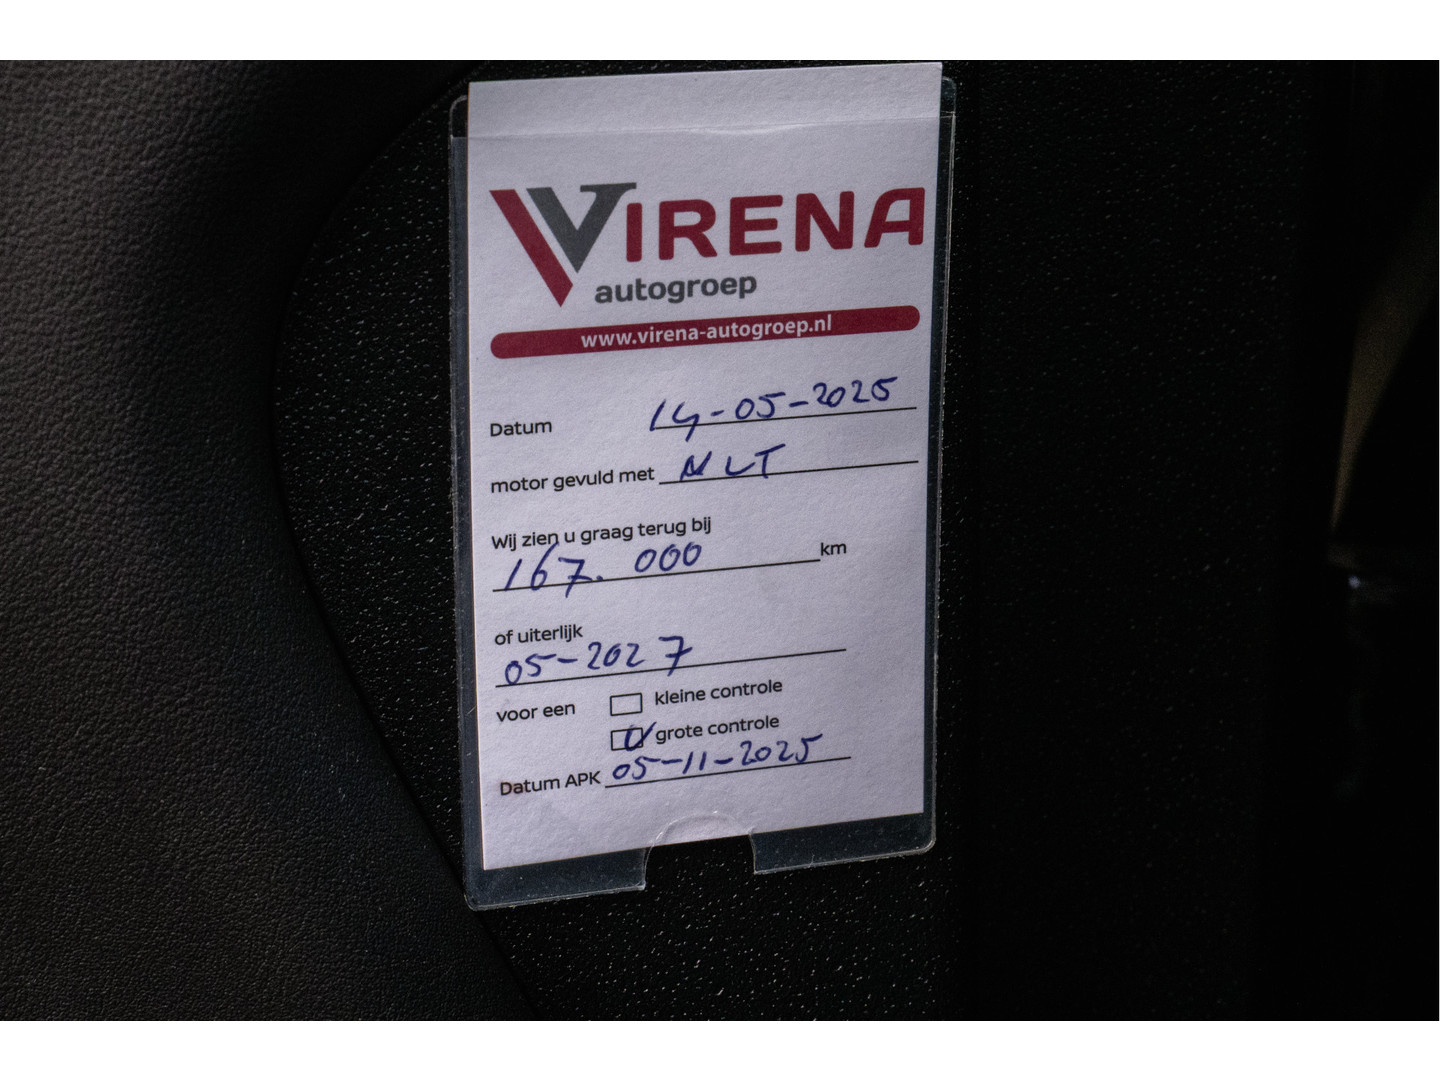 VIRENA
autogroep
www.virena-autogroep.nl
Datum 14-05-2025
motor gevuld met NLT
Wij zien u graag terug bij
167.000 km
of uiterlijk
05-2027
voor een kleine controle
grote controle
Datum APK 05-11-2025